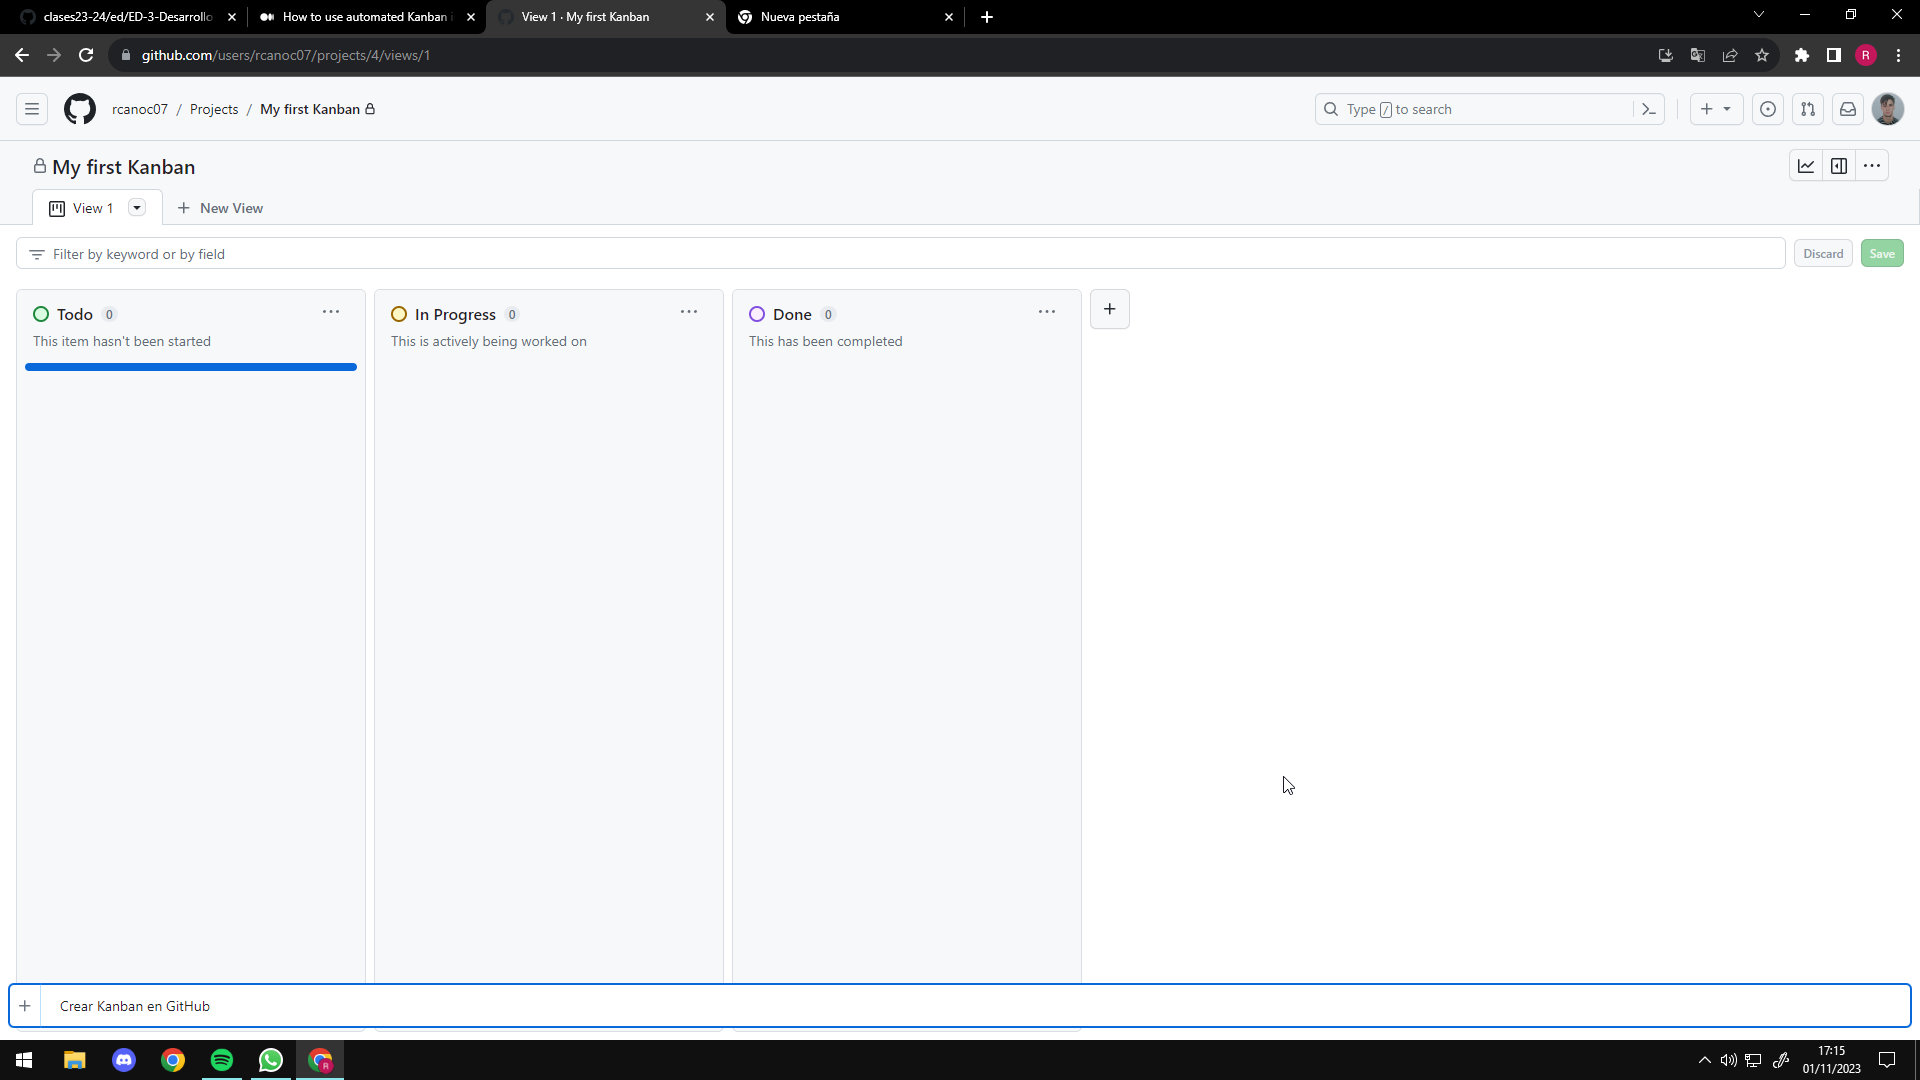 clases23-24/ed/ED-3-Desarrollo
How to use automated Kanban i
View 1 · My first Kanban
Nueva pestaña
github.com/users/rcanoc07/projects/4/views/1
R
rcanoc07 / Projects / My first Kanban
Type / to search
My first Kanban
View 1
New View
Filter by keyword or by field
Discard
Save
Todo 0
This item hasn't been started
In Progress 0
This is actively being worked on
Done 0
This has been completed
Crear Kanban en GitHub
R
17:15
01/11/2023